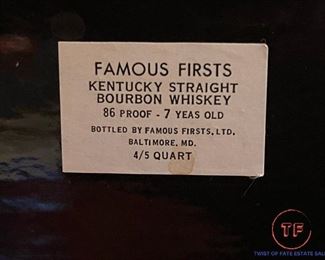 FAMOUS FIRSTS
KENTUCKY STRAIGHT
BOURBON WHISKEY
86 PROOF - 7 YEAS OLD
BOTTLED BY FAMOUS FIRSTS, LTD.
BALTIMORE, MD.
4/5 QUART
TF
TWIST OF FATE ESTATE SALES